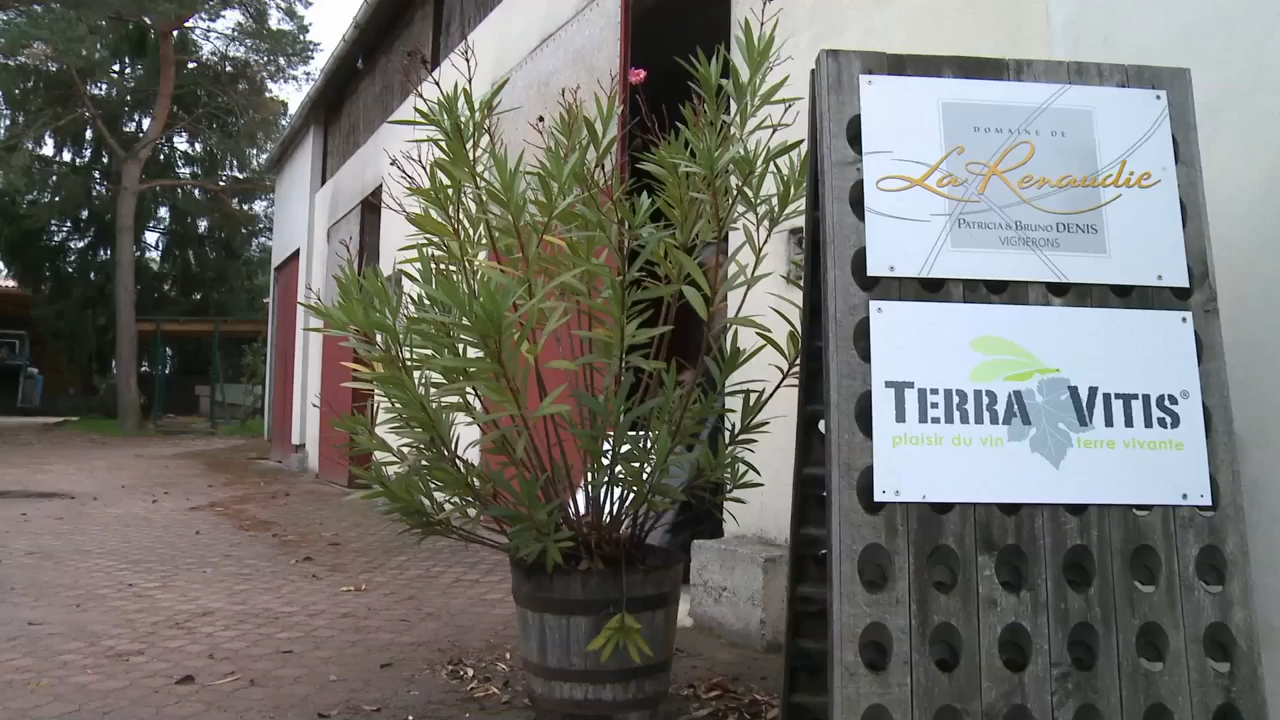 DOMAINE DE
La Renaudie
PATRICIA & BRUNO DENIS
VIGNERONS
TERRA VITIS®
plaisir du vin terre vivante